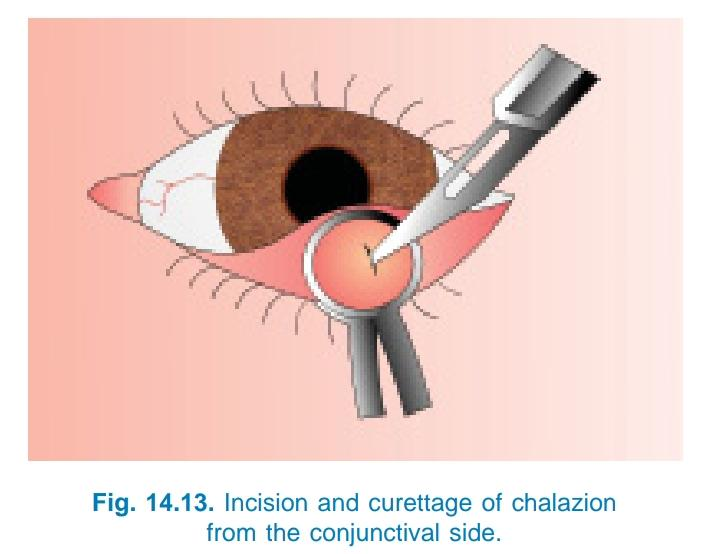 Fig. 14.13. Incision and curettage of chalazion
from the conjunctival side.